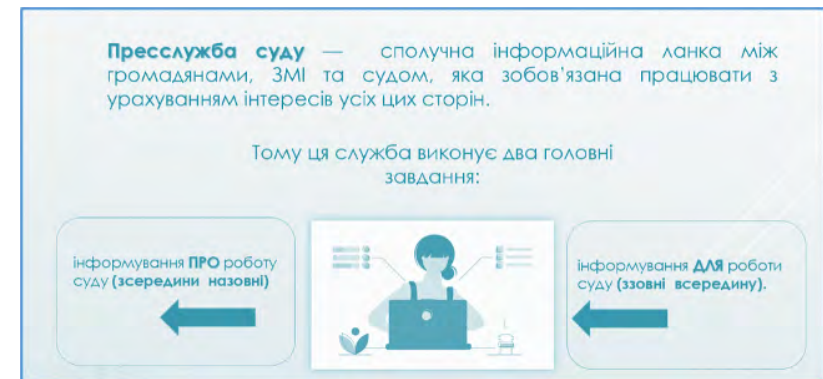 Пресслужба суду — сполучна інформаційна ланка між
громадянами, ЗМІ та судом, яка зобов'язана працювати з
урахуванням інтересів усіх цих сторін.
Тому ця служба виконує два головні
завдання:
інформування ПРО роботу
суду (зсередини назовні)
інформування ДЛЯ роботи
суду (ззовні всередину).